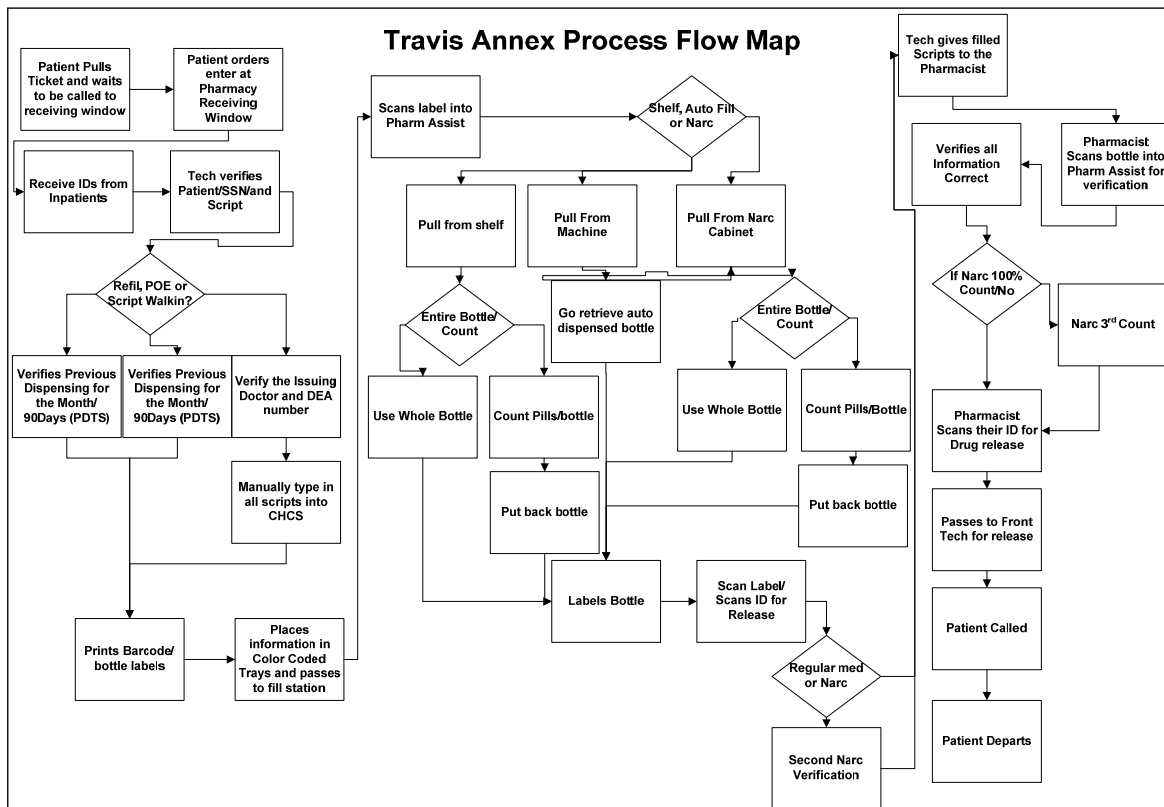 Travis Annex Process Flow Map
Patient Pulls
Ticket and waits
to be called to
receiving window
Patient orders
enter at
Pharmacy
Receiving
Window
Receive IDs from
Inpatients
Tech verifies
Patient/SSN/and
Script
Refil, POE or
Script Walkin?
Verifies Previous
Dispensing for
the Month/
90Days (PDTS)
Verifies Previous
Dispensing for
the Month/
90Days (PDTS)
Verify the Issuing
Doctor and DEA
number
Manually type in
all scripts into
CHCS
Prints Barcode/
bottle labels
Places
information in
Color Coded
Trays and passes
to fill station
Scans label into
Pharm Assist
Shelf, Auto Fill
or Narc
Pull from shelf
Pull From
Machine
Pull From Narc
Cabinet
Entire Bottle/
Count
Go retrieve auto
dispensed bottle
Entire Bottle/
Count
Use Whole Bottle
Count Pills/bottle
Use Whole Bottle
Count Pills/Bottle
Put back bottle
Put back bottle
Labels Bottle
Scan Label/
Scans ID for
Release
Regular med
or Narc
Second Narc
Verification
Tech gives filled
Scripts to the
Pharmacist
Pharmacist
Scans bottle into
Pharm Assist for
verification
Verifies all
Information
Correct
If Narc 100%
Count/No
Narc 3rd Count
Pharmacist
Scans their ID for
Drug release
Passes to Front
Tech for release
Patient Called
Patient Departs